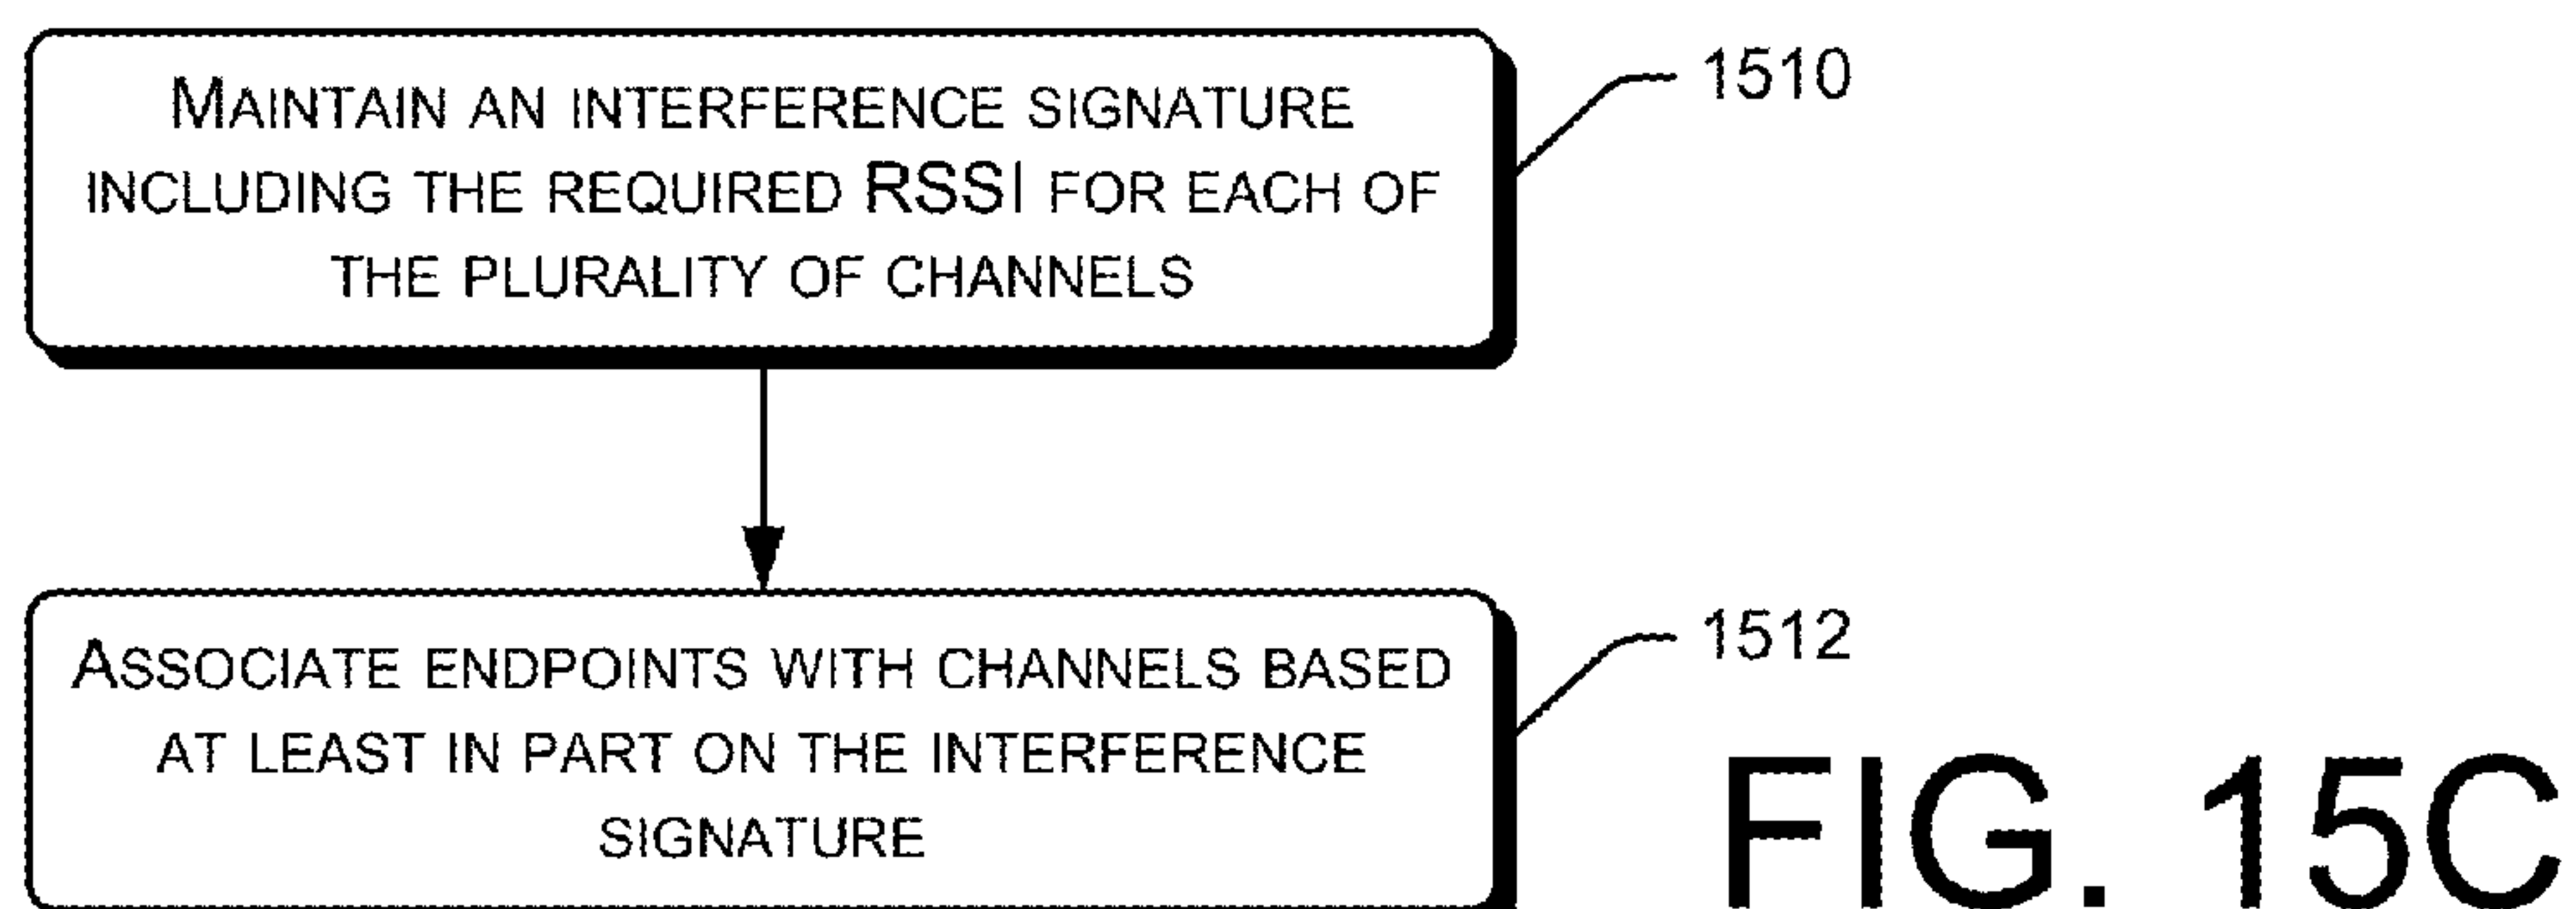 MAINTAIN AN INTERFERENCE SIGNATURE
INCLUDING THE REQUIRED RSSI FOR EACH OF
THE PLURALITY OF CHANNELS
1510
ASSOCIATE ENDPOINTS WITH CHANNELS BASED
AT LEAST IN PART ON THE INTERFERENCE
SIGNATURE
1512
FIG. 15C